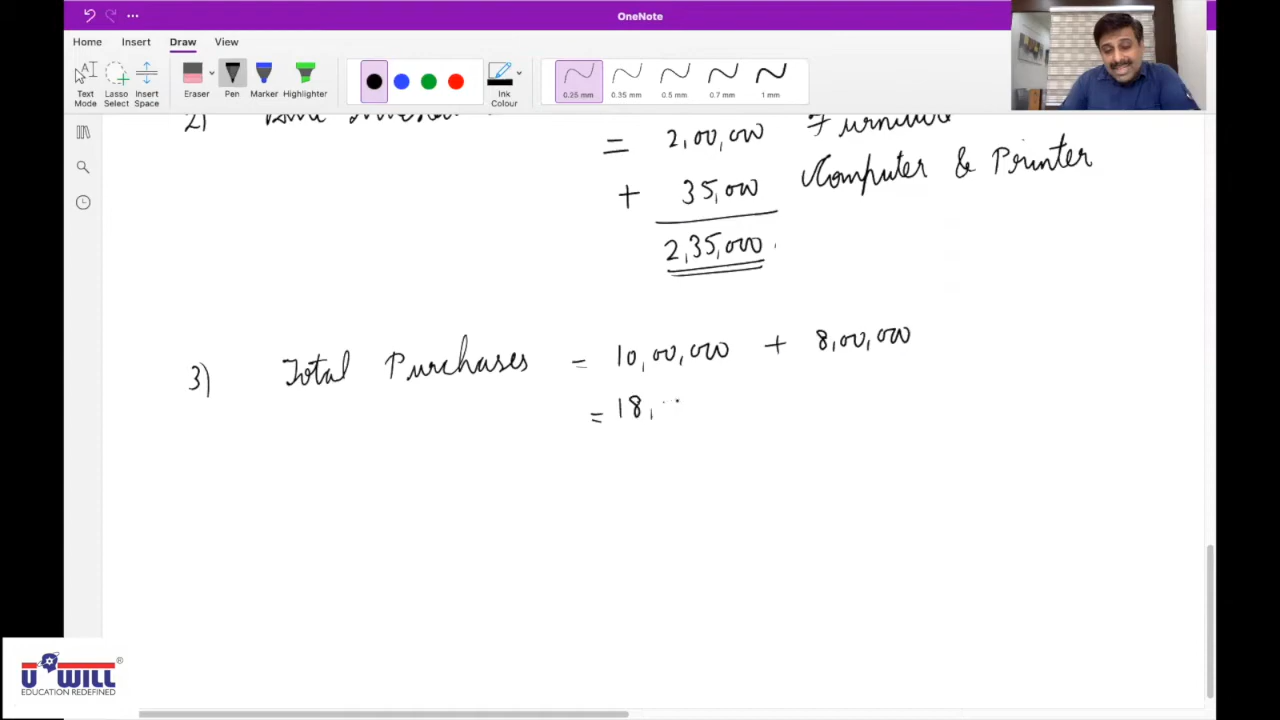 OneNote
Home Insert Draw View
Text Mode Lasso Select Insert Space Eraser Pen Marker Highlighter Ink Colour 0.25 mm 0.35 mm 0.5 mm 0.7 mm 1 mm
2)
= 2,00,000 Furniture
+ 35,000 Computer & Printer
2,35,000
3) Total Purchases = 10,00,000 + 8,00,000
= 18,
U WILL ®
EDUCATION REDEFINED